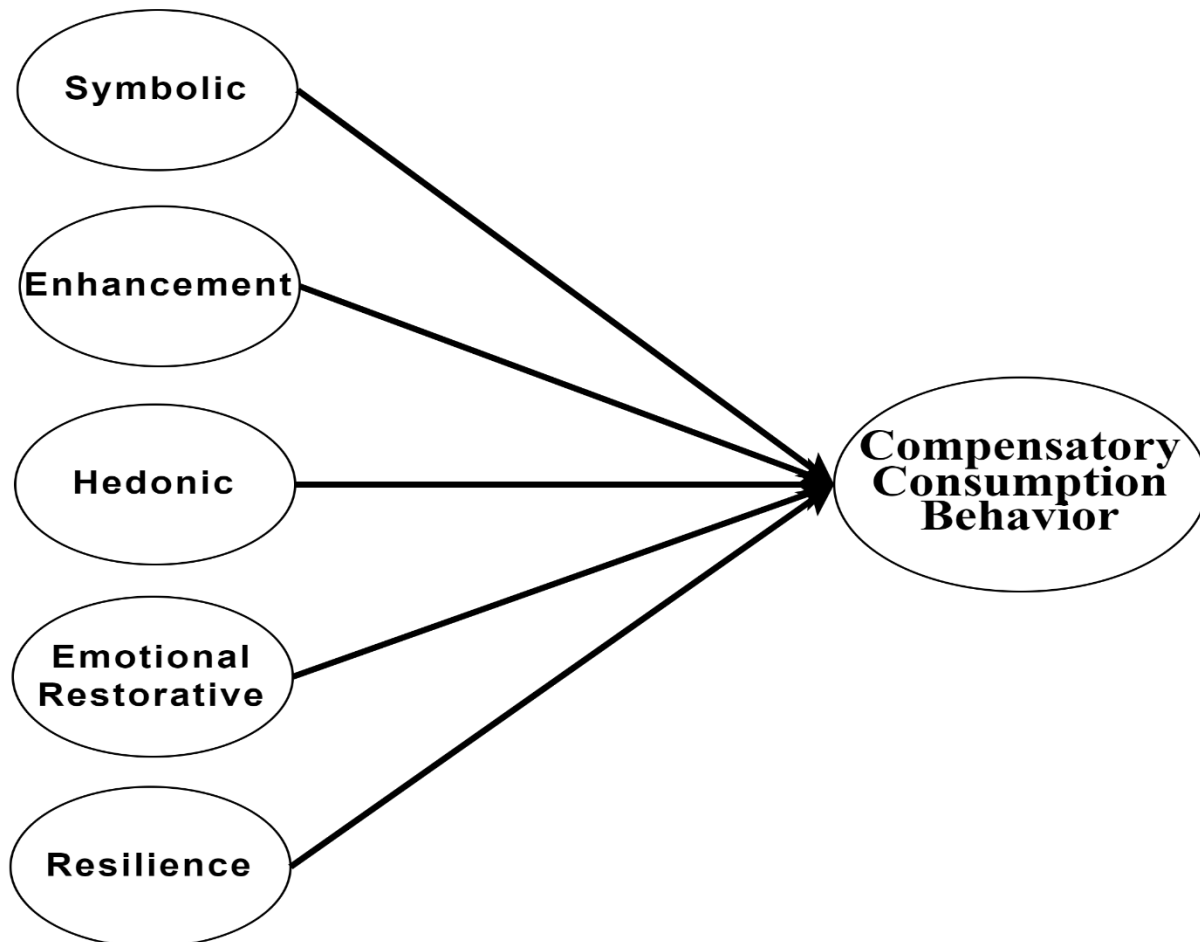 Symbolic
Enhancement
Hedonic
Emotional
Restorative
Resilience
Compensatory
Consumption
Behavior